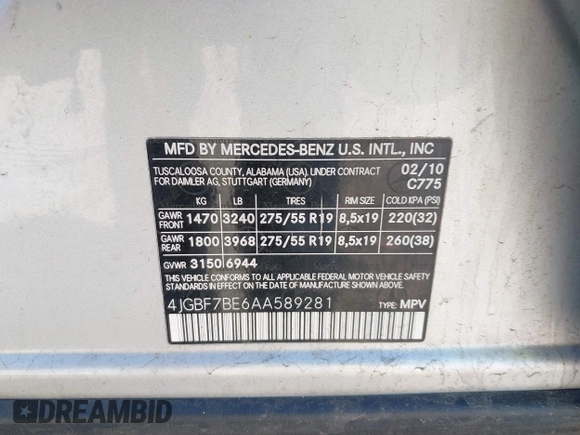 MFD BY MERCEDES-BENZ U.S. INTL., INC
TUSCALOOSA COUNTY, ALABAMA (USA), UNDER CONTRACT 02/10
FOR DAIMLER AG, STUTTGART (GERMANY) C775
KG LB TIRES RIM SIZE COLD KPA (PSI)
GAWR FRONT 1470 3240 275/55 R19 8,5x19 220(32)
GAWR REAR 1800 3968 275/55 R19 8,5x19 260(38)
GVWR 3150 6944
THIS VEHICLE CONFORMS TO ALL APPLICABLE FEDERAL MOTOR VEHICLE SAFETY
STANDARDS IN EFFECT ON THE DATE OF MANUFACTURE SHOWN ABOVE.
4JGBF7BE6AA589281 TYPE: MPV
DREAMBID